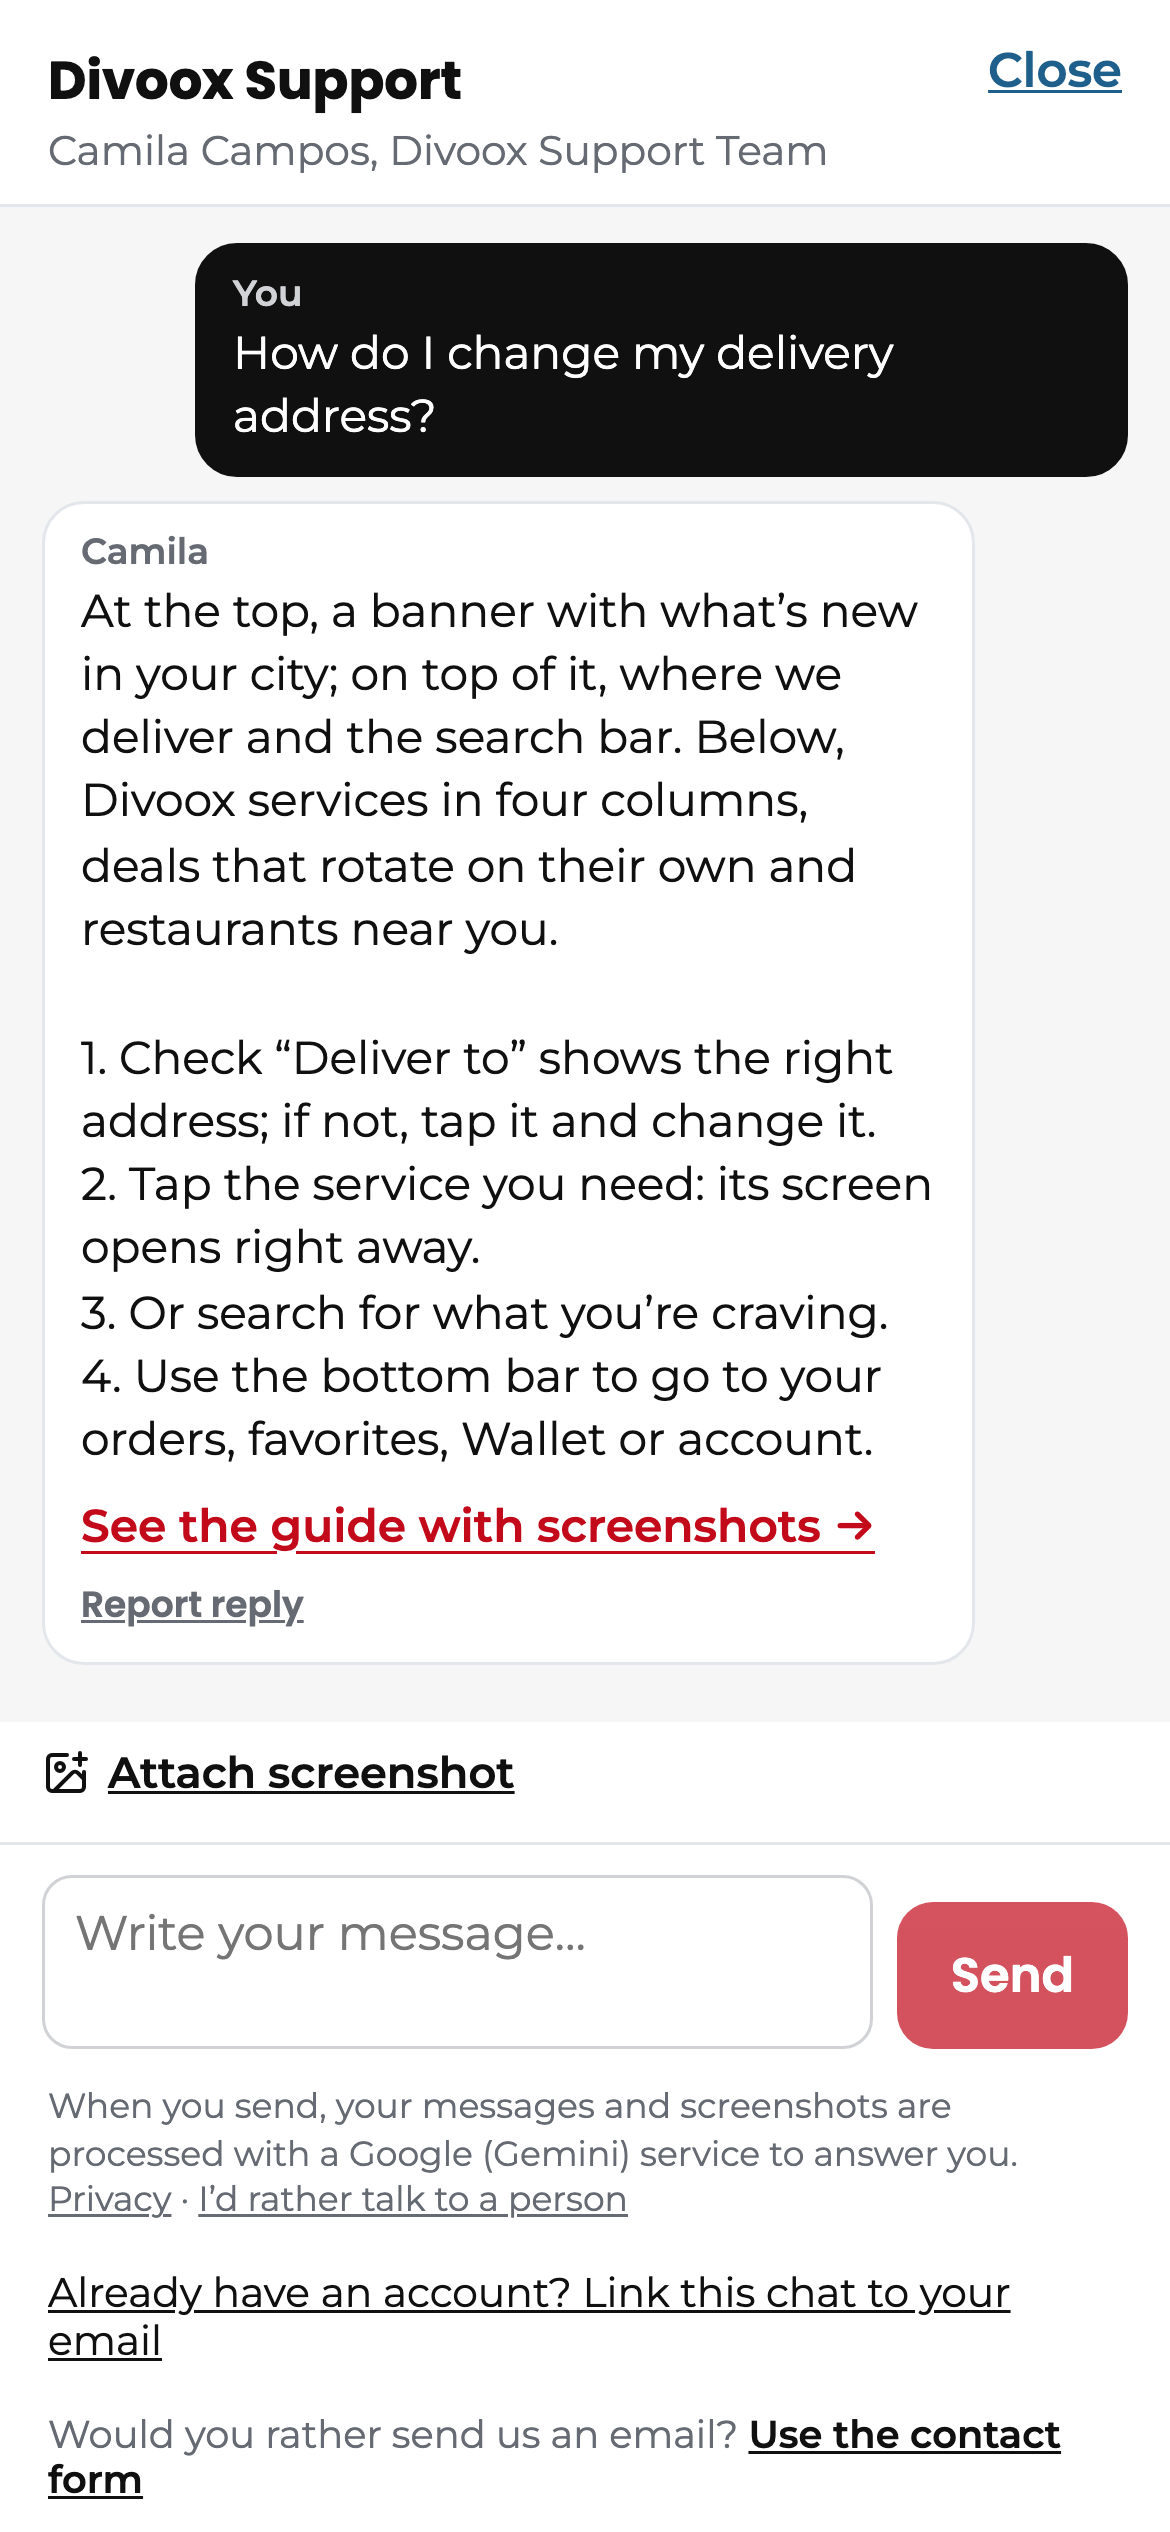 Divoox Support
Close
Camila Campos, Divoox Support Team
You
How do I change my delivery
address?
Camila
At the top, a banner with what’s new
in your city; on top of it, where we
deliver and the search bar. Below,
Divoox services in four columns,
deals that rotate on their own and
restaurants near you.
1. Check “Deliver to” shows the right
address; if not, tap it and change it.
2. Tap the service you need: its screen
opens right away.
3. Or search for what you’re craving.
4. Use the bottom bar to go to your
orders, favorites, Wallet or account.
See the guide with screenshots →
Report reply
Attach screenshot
Write your message...
Send
When you send, your messages and screenshots are
processed with a Google (Gemini) service to answer you.
Privacy · I’d rather talk to a person
Already have an account? Link this chat to your
email
Would you rather send us an email? Use the contact
form